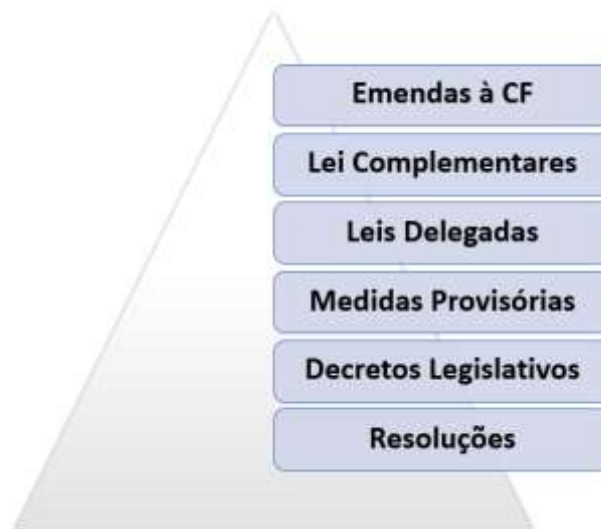 Emendas à CF
Lei Complementares
Leis Delegadas
Medidas Provisórias
Decretos Legislativos
Resoluções